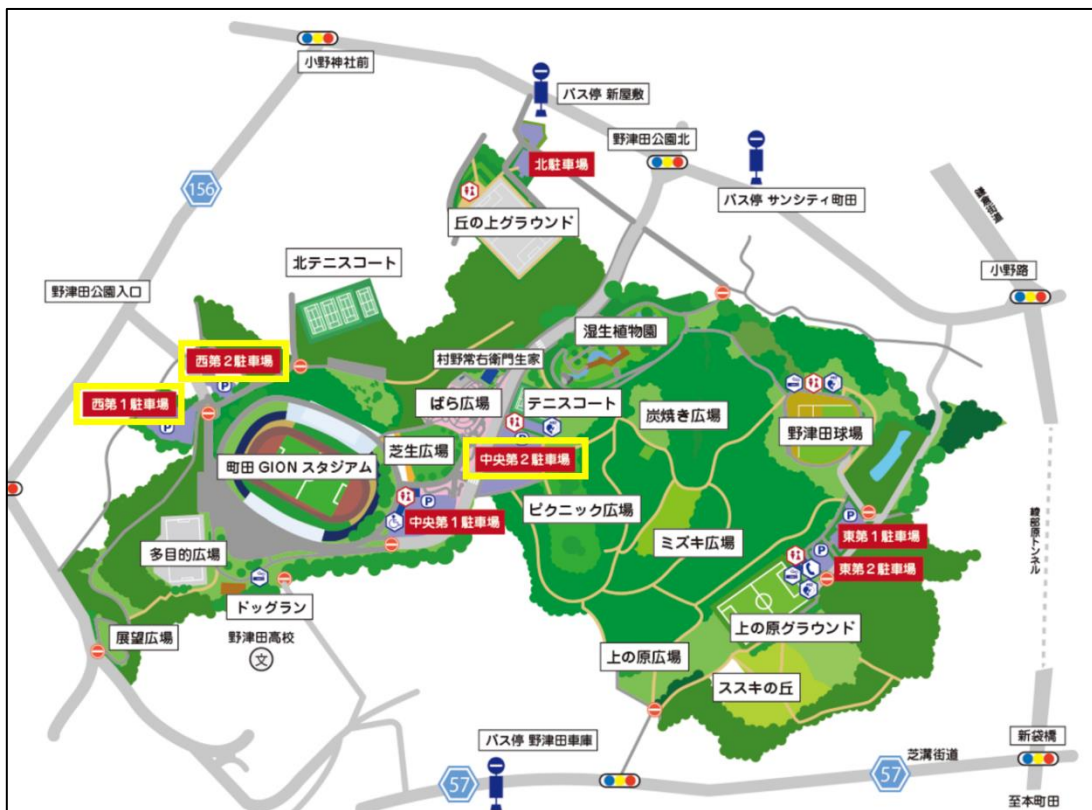 小野神社前
バス停 新屋敷
野津田公園北
北駐車場
バス停 サンシティ町田
156
丘の上グラウンド
北テニスコート
小野路
野津田公園入口
湿生植物園
西第2駐車場
村野常右衛門生家
西第1駐車場
P
ばら広場
テニスコート
炭焼き広場
P
P
野津田球場
芝生広場
町田 GION スタジアム
中央第2駐車場
綾部原トンネル
P
ピクニック広場
中央第1駐車場
P
東第1駐車場
多目的広場
ミズキ広場
P
東第2駐車場
ドッグラン
上の原グラウンド
展望広場
野津田高校
文
上の原広場
ススキの丘
バス停 野津田車庫
新袋橋
芝溝街道
57
57
至本町田